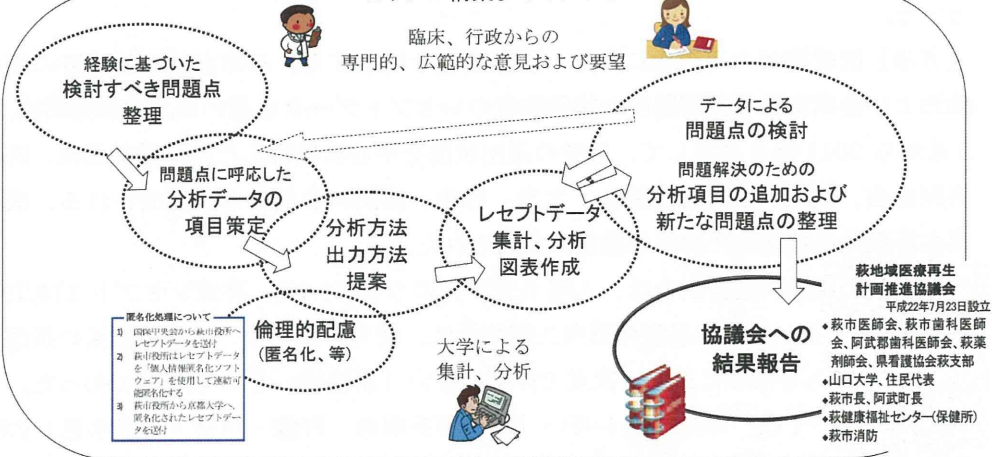 臨床、行政からの
専門的、広範的な意見および要望
経験に基づいた
検討すべき問題点
整理
問題点に呼応した
分析データの
項目策定
分析方法
出力方法
提案
レセプトデータ
集計、分析
図表作成
データによる
問題点の検討
問題解決のための
分析項目の追加および
新たな問題点の整理
倫理的配慮
(匿名化、等)
匿名化処理について
1) 国保中央会から萩市役所へ
レセプトデータを送付
2) 萩市役所はレセプトデータ
を「個人情報匿名化ソフト
ウェア」を使用して連結可
能匿名化する
3) 萩市役所から京都大学へ、
匿名化されたレセプトデー
タを送付
大学による
集計、分析
協議会への
結果報告
萩地域医療再生
計画推進協議会
平成22年7月23日設立
◆萩市医師会、萩市歯科医師
会、阿武郡歯科医師会、萩薬
剤師会、県看護協会萩支部
◆山口大学、住民代表
◆萩市長、阿武町長
◆萩健康福祉センター(保健所)
◆萩市消防